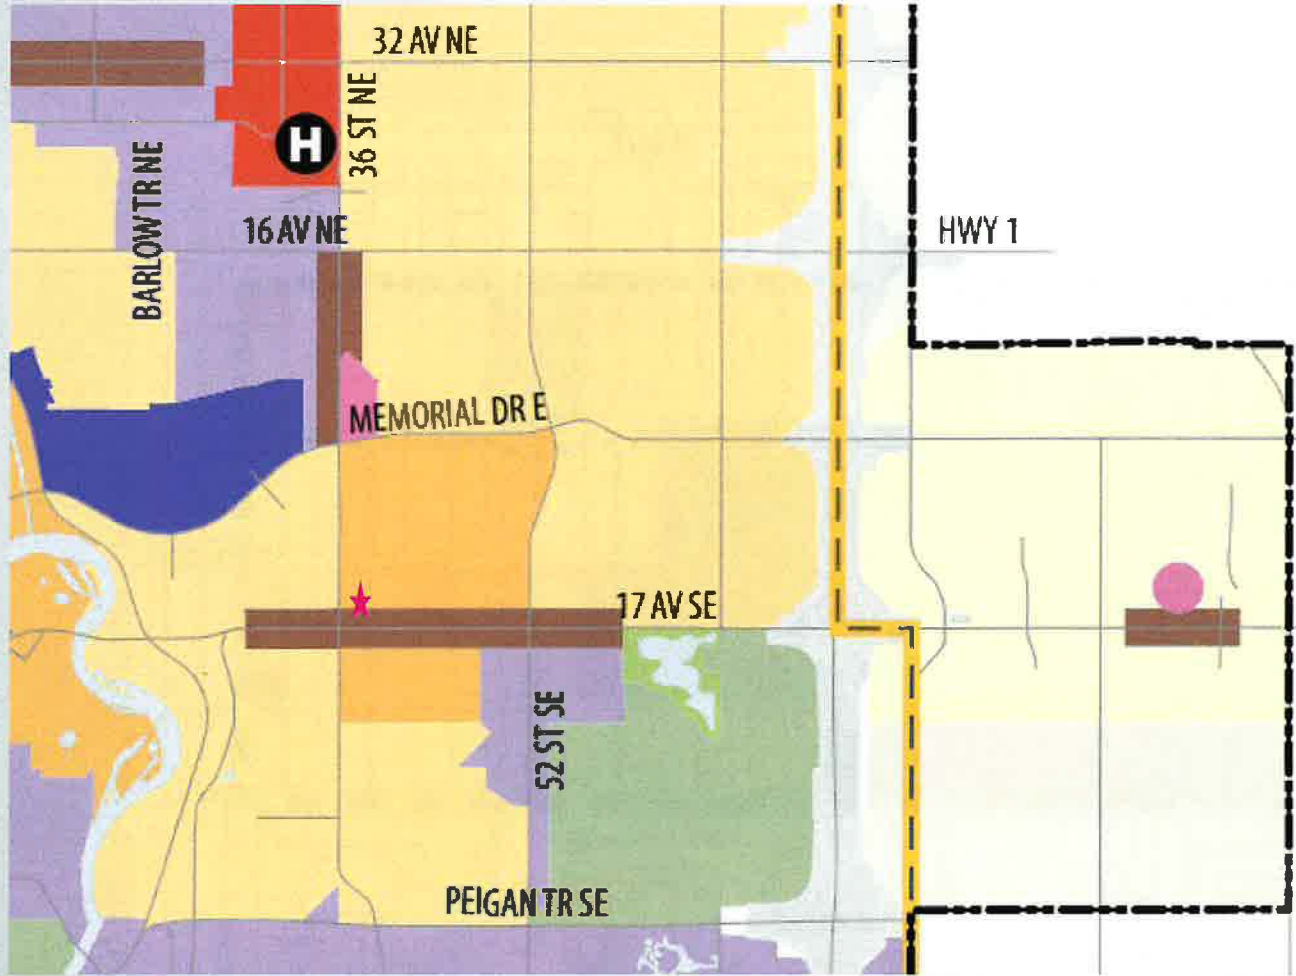 32 AV NE
36 ST NE
H
BARLOW TR NE
16 AV NE
HWY 1
MEMORIAL DR E
17 AV SE
52 ST SE
PEIGAN TR SE